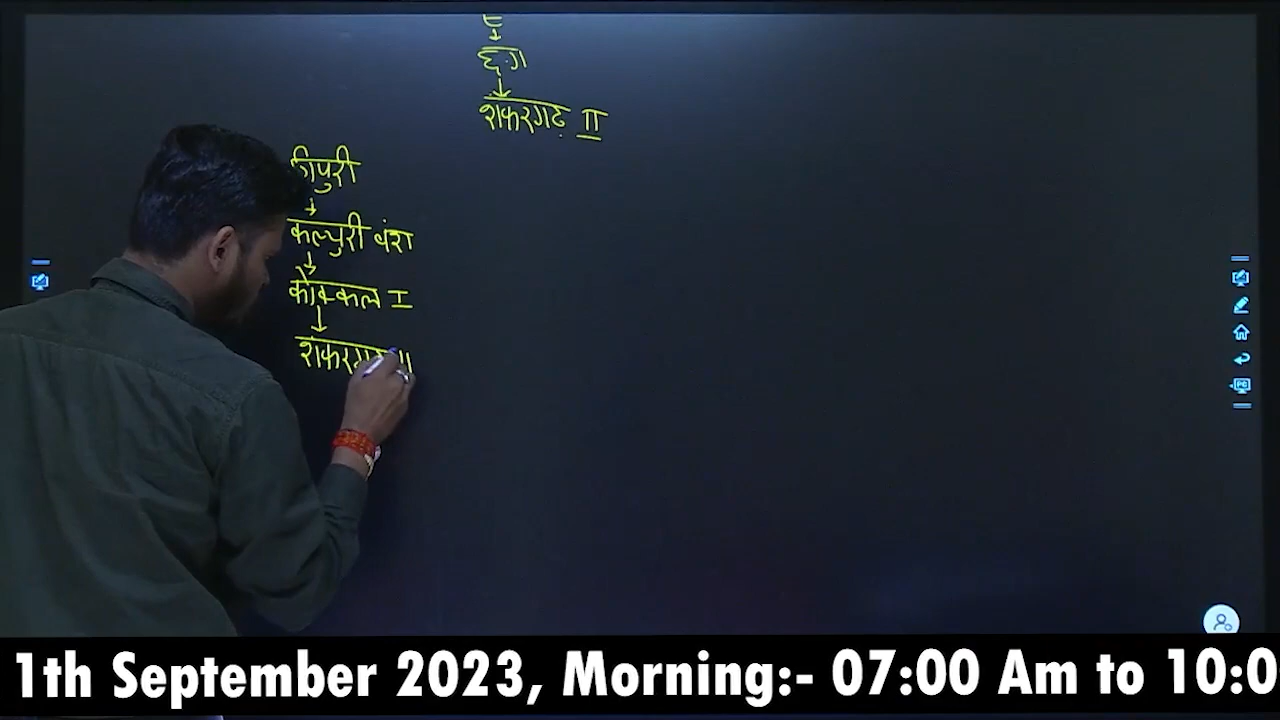 शंकरगढ़ II
कल्चुरी वंश
कोक्कल I
शंकरगढ़ II
1th September 2023, Morning:- 07:00 Am to 10:0